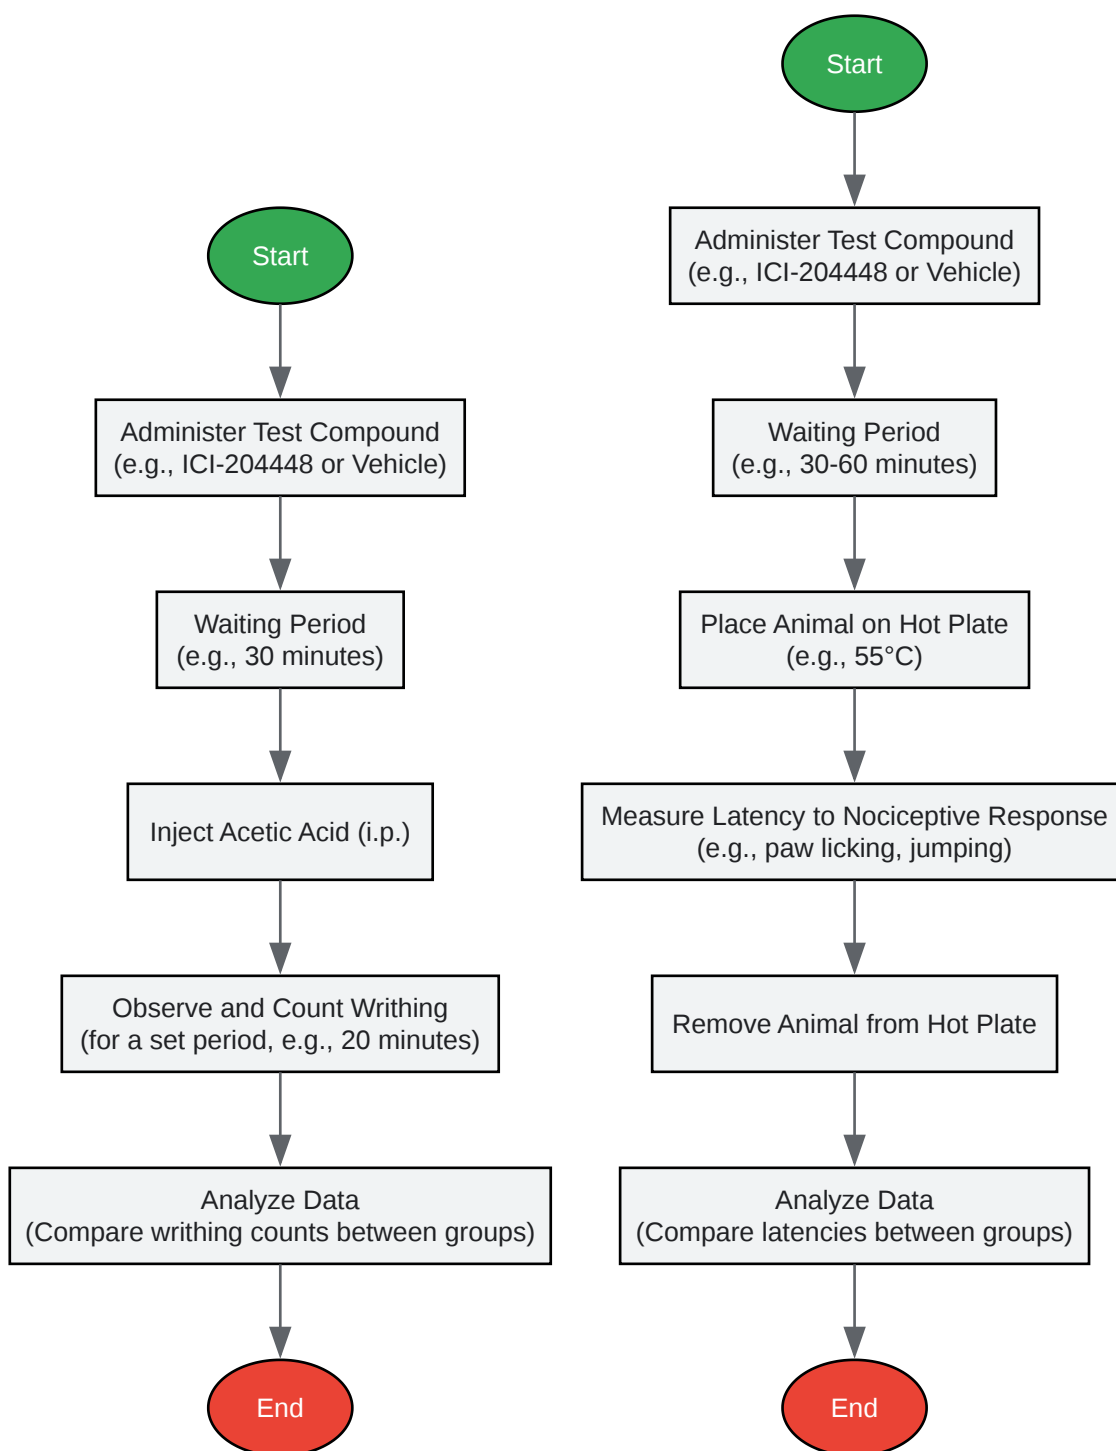 Start
Administer Test Compound
(e.g., ICI-204448 or Vehicle)
Waiting Period
(e.g., 30 minutes)
Inject Acetic Acid (i.p.)
Observe and Count Writhing
(for a set period, e.g., 20 minutes)
Analyze Data
(Compare writhing counts between groups)
End
Start
Administer Test Compound
(e.g., ICI-204448 or Vehicle)
Waiting Period
(e.g., 30-60 minutes)
Place Animal on Hot Plate
(e.g., 55°C)
Measure Latency to Nociceptive Response
(e.g., paw licking, jumping)
Remove Animal from Hot Plate
Analyze Data
(Compare latencies between groups)
End